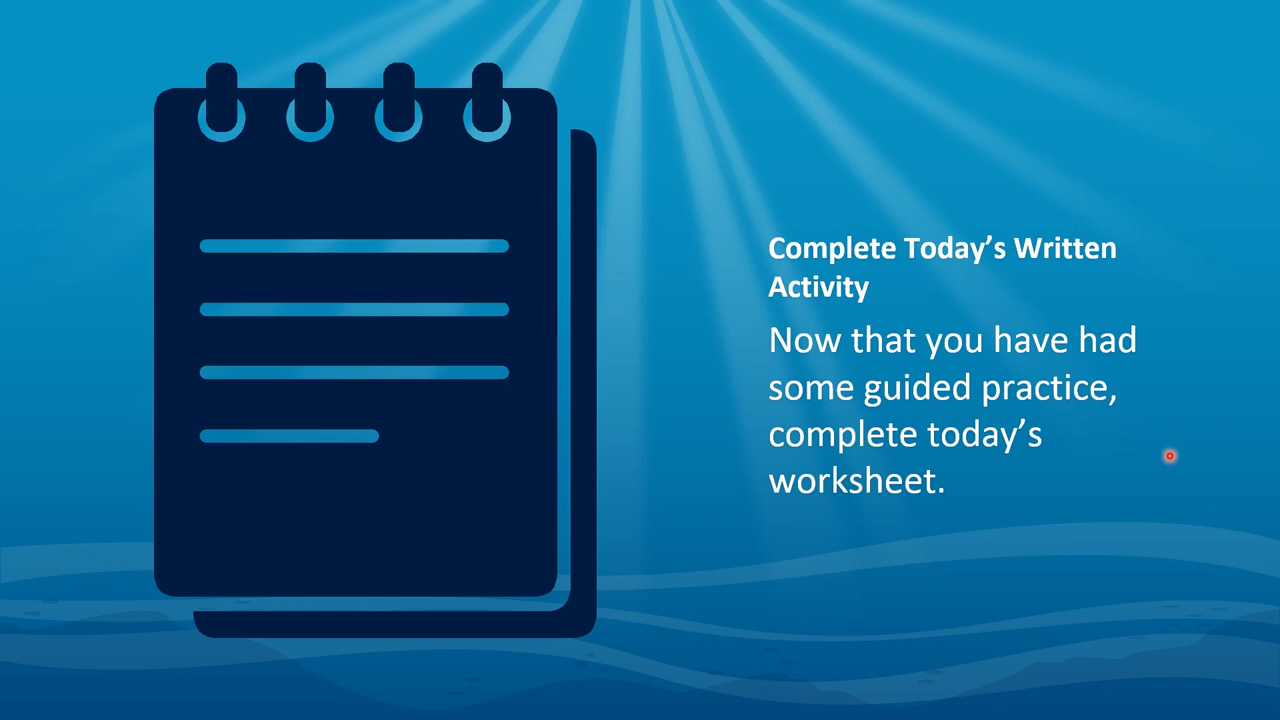 Complete Today’s Written
Activity
Now that you have had
some guided practice,
complete today’s
worksheet.